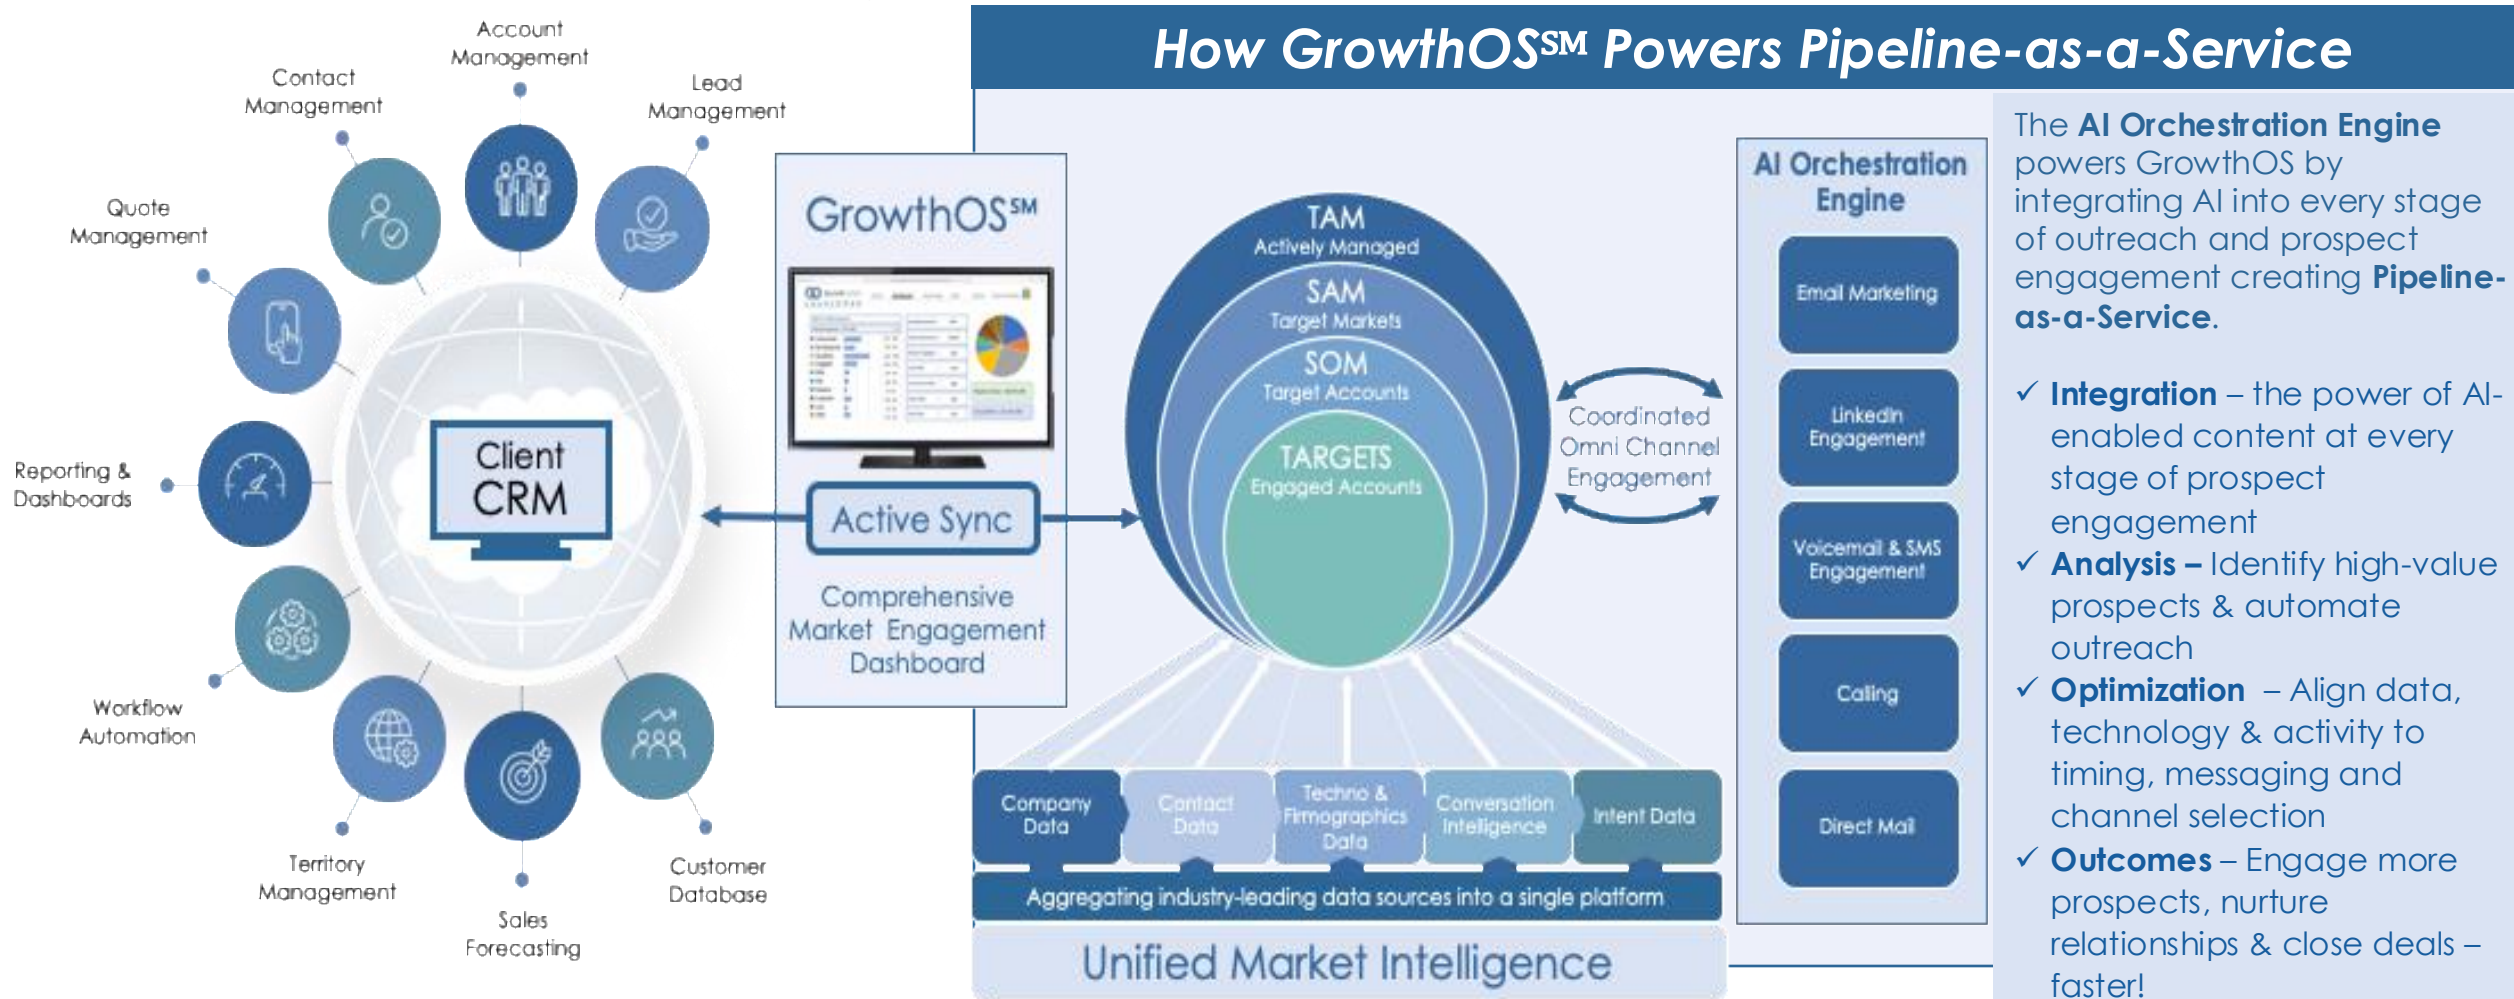 How GrowthOS℠ Powers Pipeline-as-a-Service
Account
Management
Contact
Management
Lead
Management
Quote
Management
Reporting &
Dashboards
Workflow
Automation
Territory
Management
Sales
Forecasting
Customer
Database
Client
CRM
GrowthOS℠
Active Sync
Comprehensive
Market Engagement
Dashboard
TAM
Actively Managed
SAM
Target Markets
SOM
Target Accounts
TARGETS
Engaged Accounts
Coordinated
Omni Channel
Engagement
Company
Data
Contact
Data
Techno &
Firmographics
Data
Conversation
Intelligence
Intent Data
Aggregating industry-leading data sources into a single platform
Unified Market Intelligence
AI Orchestration
Engine
Email Marketing
LinkedIn
Engagement
Voicemail & SMS
Engagement
Calling
Direct Mail
The AI Orchestration Engine
powers GrowthOS by
integrating AI into every stage
of outreach and prospect
engagement creating Pipeline-
as-a-Service.
✓ Integration – the power of AI-
enabled content at every
stage of prospect
engagement
✓ Analysis – Identify high-value
prospects & automate
outreach
✓ Optimization – Align data,
technology & activity to
timing, messaging and
channel selection
✓ Outcomes – Engage more
prospects, nurture
relationships & close deals –
faster!